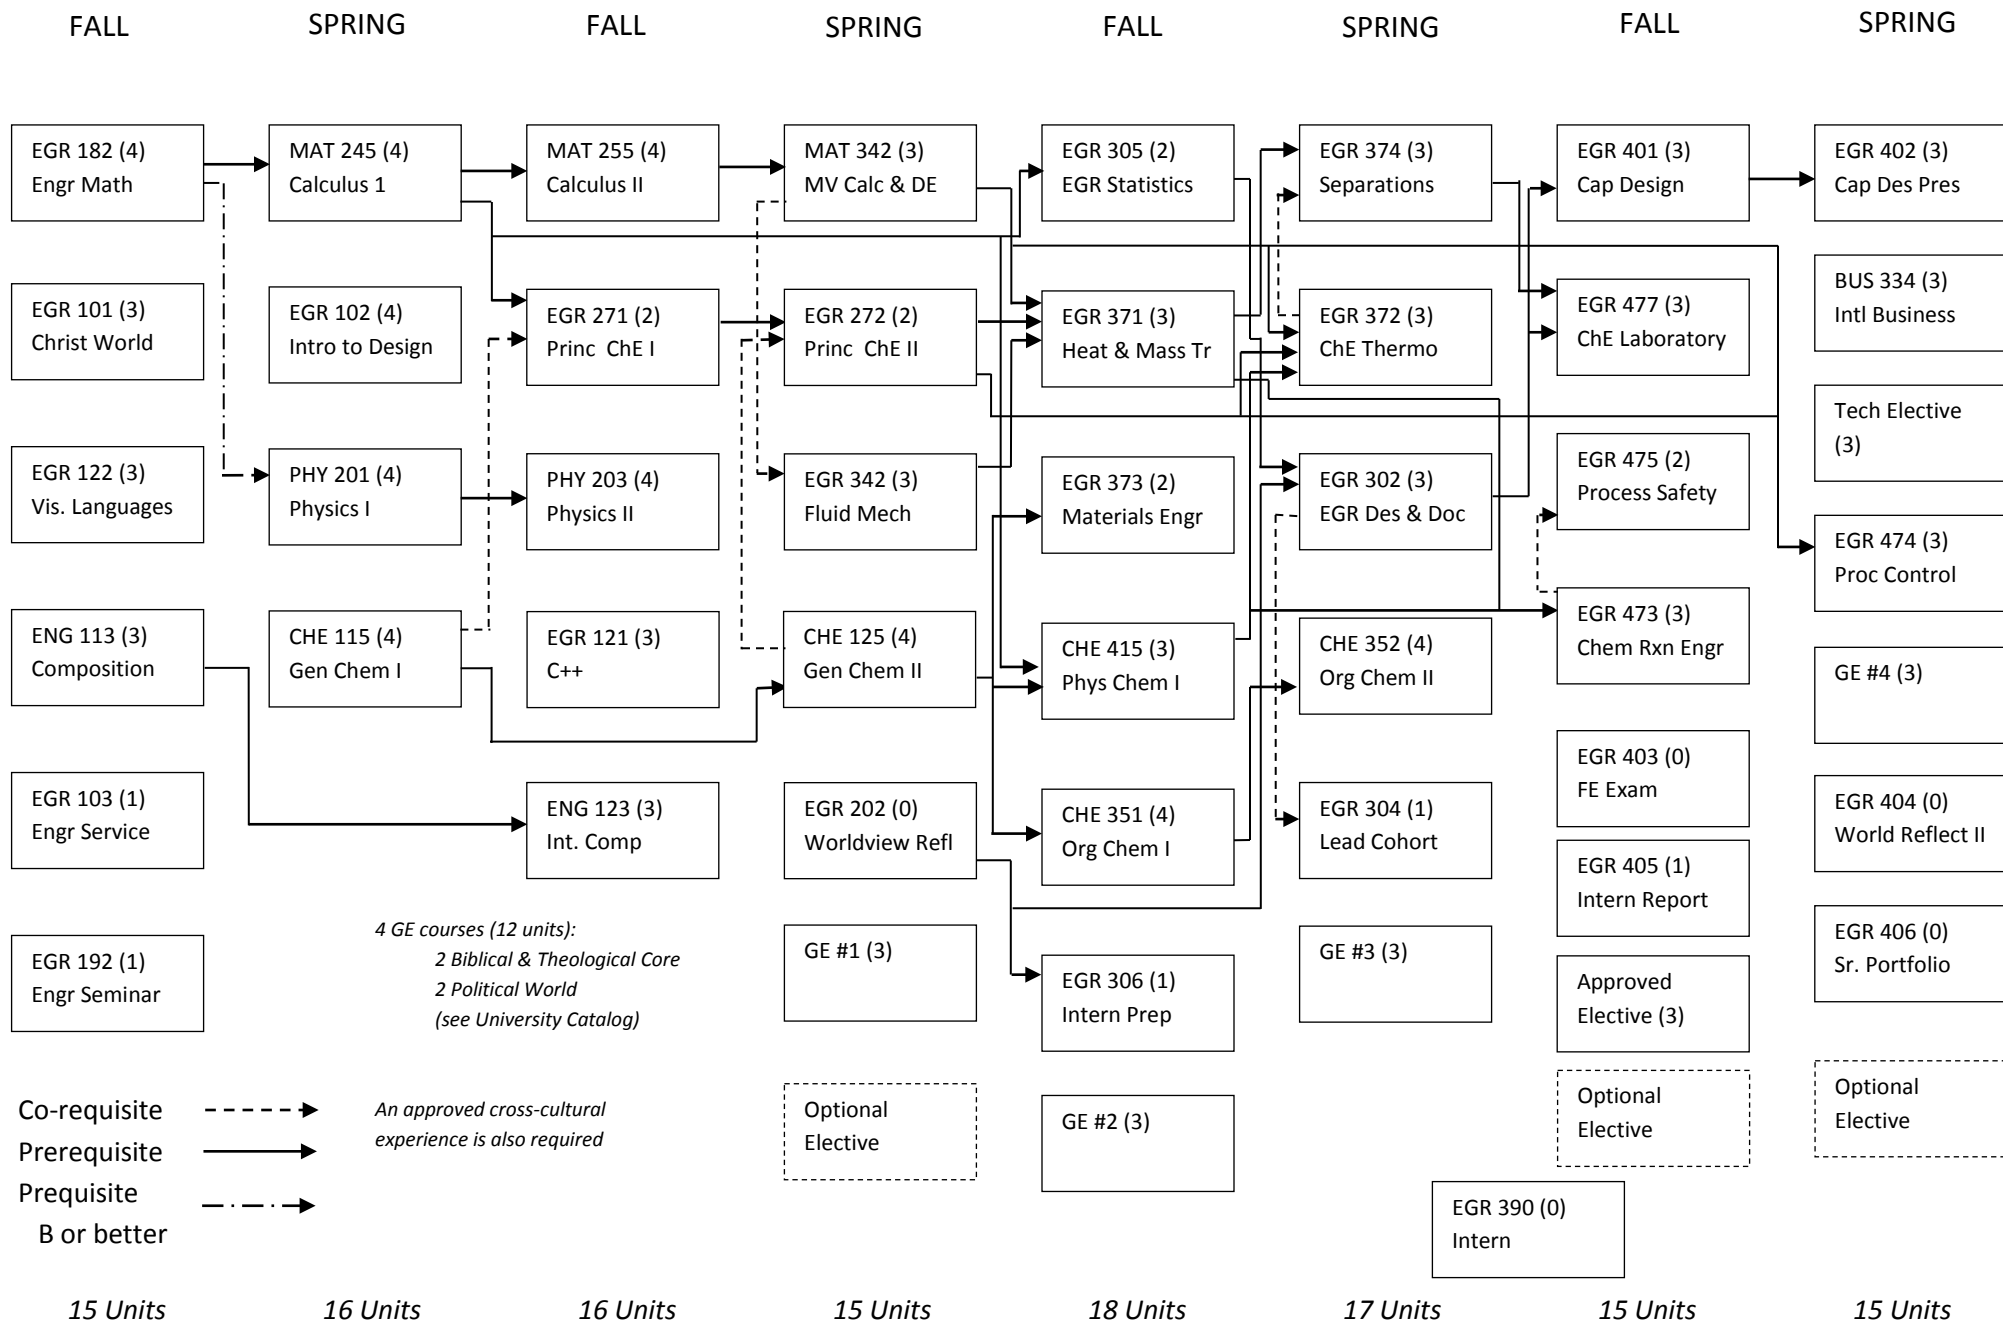 FALL
SPRING
FALL
SPRING
FALL
SPRING
FALL
SPRING
EGR 182 (4)
Engr Math
EGR 101 (3)
Christ World
EGR 122 (3)
Vis. Languages
ENG 113 (3)
Composition
EGR 103 (1)
Engr Service
EGR 192 (1)
Engr Seminar
MAT 245 (4)
Calculus 1
EGR 102 (4)
Intro to Design
PHY 201 (4)
Physics I
CHE 115 (4)
Gen Chem I
MAT 255 (4)
Calculus II
EGR 271 (2)
Princ ChE I
PHY 203 (4)
Physics II
EGR 121 (3)
C++
ENG 123 (3)
Int. Comp
4 GE courses (12 units):
2 Biblical & Theological Core
2 Political World
(see University Catalog)
An approved cross-cultural
experience is also required
MAT 342 (3)
MV Calc & DE
EGR 272 (2)
Princ ChE II
EGR 342 (3)
Fluid Mech
CHE 125 (4)
Gen Chem II
EGR 202 (0)
Worldview Refl
GE #1 (3)
Optional
Elective
EGR 305 (2)
EGR Statistics
EGR 371 (3)
Heat & Mass Tr
EGR 373 (2)
Materials Engr
CHE 415 (3)
Phys Chem I
CHE 351 (4)
Org Chem I
EGR 306 (1)
Intern Prep
GE #2 (3)
EGR 374 (3)
Separations
EGR 372 (3)
ChE Thermo
EGR 302 (3)
EGR Des & Doc
CHE 352 (4)
Org Chem II
EGR 304 (1)
Lead Cohort
GE #3 (3)
EGR 390 (0)
Intern
EGR 401 (3)
Cap Design
EGR 477 (3)
ChE Laboratory
EGR 475 (2)
Process Safety
EGR 473 (3)
Chem Rxn Engr
EGR 403 (0)
FE Exam
EGR 405 (1)
Intern Report
Approved
Elective (3)
Optional
Elective
EGR 402 (3)
Cap Des Pres
BUS 334 (3)
Intl Business
Tech Elective
(3)
EGR 474 (3)
Proc Control
GE #4 (3)
EGR 404 (0)
World Reflect II
EGR 406 (0)
Sr. Portfolio
Optional
Elective
Co-requisite
Prerequisite
Prequisite
B or better
15 Units
16 Units
16 Units
15 Units
18 Units
17 Units
15 Units
15 Units